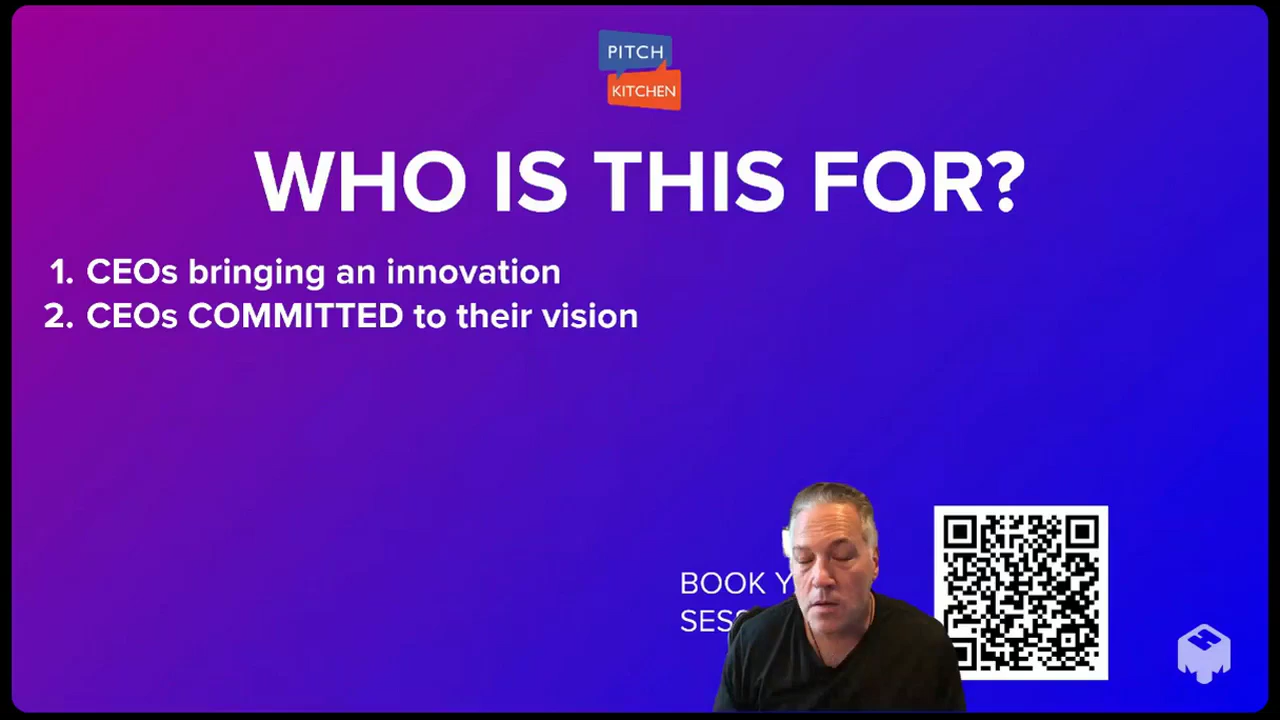 PITCH
KITCHEN
WHO IS THIS FOR?
1. CEOs bringing an innovation
2. CEOs COMMITTED to their vision
BOOK